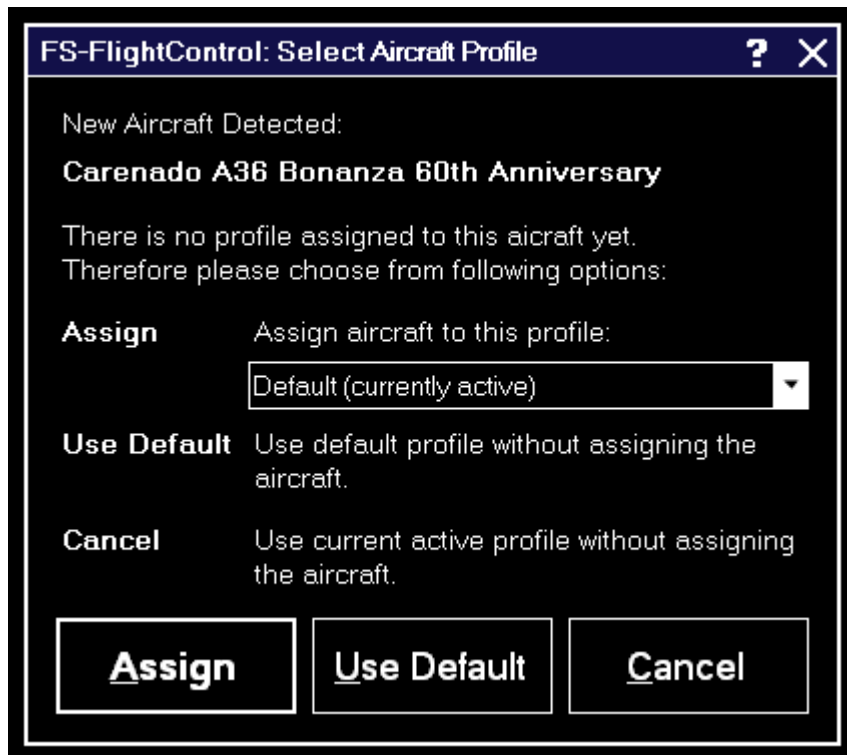 FS-FlightControl: Select Aircraft Profile ? X
New Aircraft Detected:
Carenado A36 Bonanza 60th Anniversary
There is no profile assigned to this aicraft yet.
Therefore please choose from following options:
Assign Assign aircraft to this profile:
Default (currently active)
Use Default Use default profile without assigning the
aircraft.
Cancel Use current active profile without assigning
the aircraft.
Assign Use Default Cancel